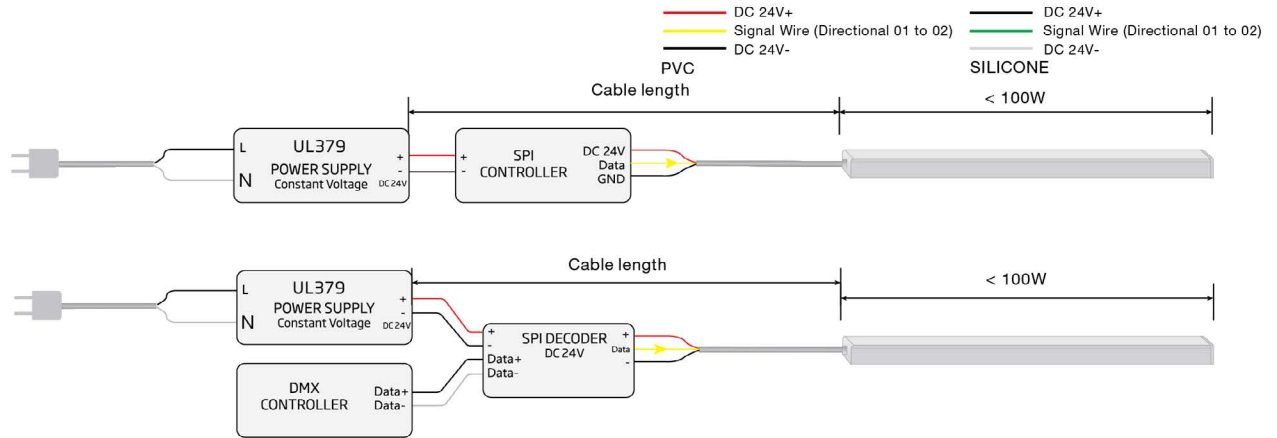 DC 24V+
Signal Wire (Directional 01 to 02)
DC 24V-
PVC
DC 24V+
Signal Wire (Directional 01 to 02)
DC 24V-
SILICONE
Cable length
< 100W
L
N
UL379
POWER SUPPLY
Constant Voltage
+
-
DC 24V
+
-
SPI
CONTROLLER
DC 24V
Data
GND
Cable length
< 100W
L
N
UL379
POWER SUPPLY
Constant Voltage
+
-
DC 24V
DMX
CONTROLLER
Data+
Data-
+
-
Data+
Data-
SPI DECODER
DC 24V
+
Data
-